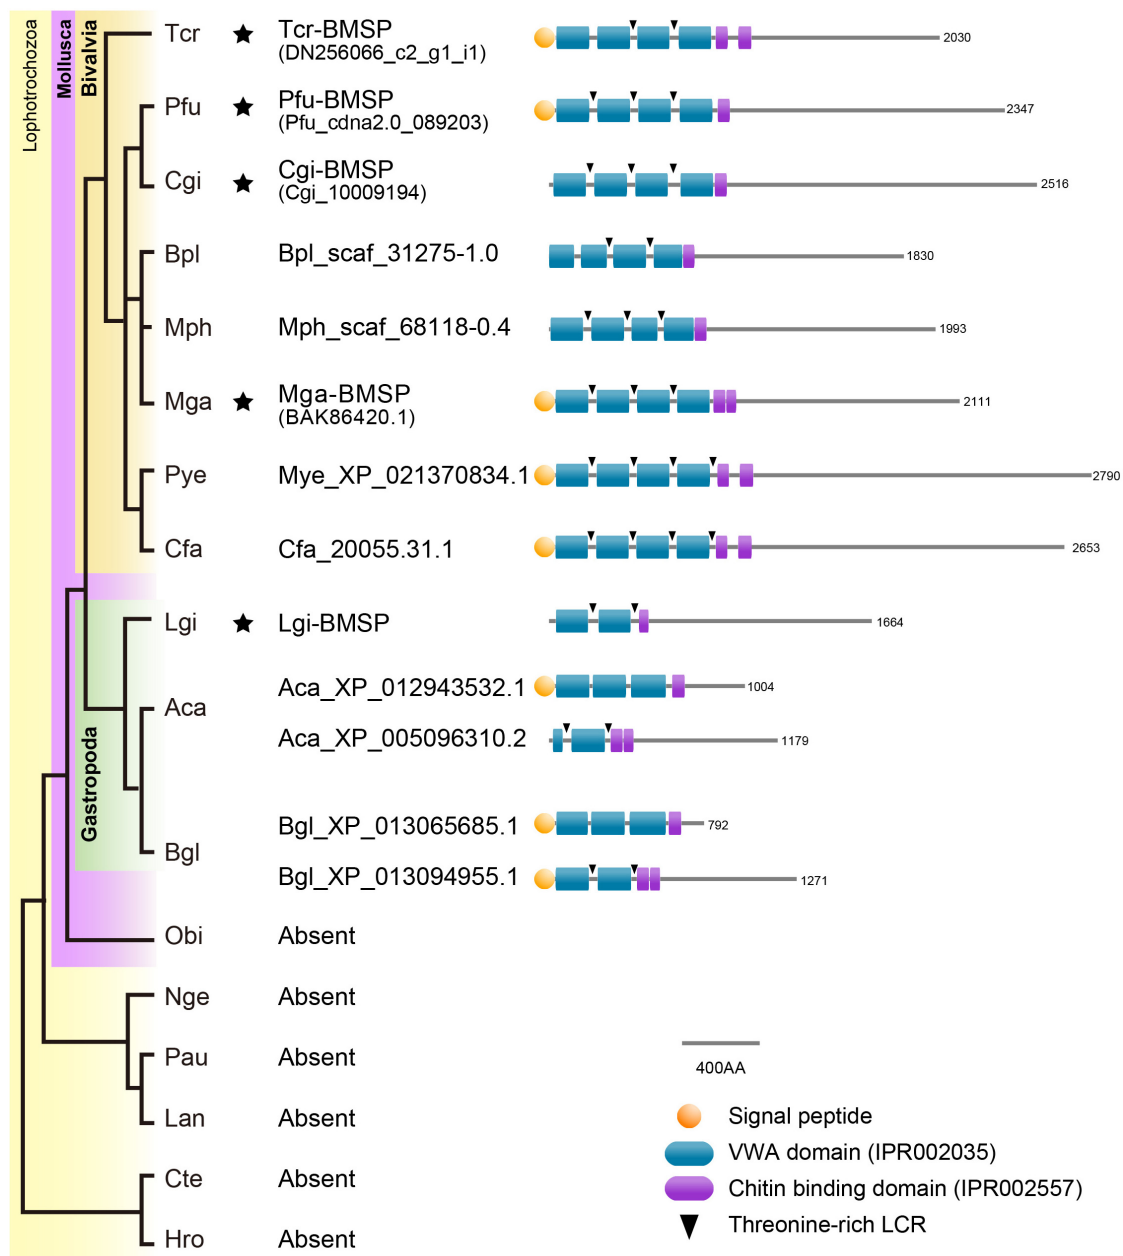 Lophotrochozoa
Mollusca
Bivalvia
Gastropoda
Tcr ★ Tcr-BMSP 2030
(DN256066_c2_g1_i1)
Pfu ★ Pfu-BMSP 2347
(Pfu_cdna2.0_089203)
Cgi ★ Cgi-BMSP 2516
(Cgi_10009194)
Bpl Bpl_scaf_31275-1.0 1830
Mph Mph_scaf_68118-0.4 1993
Mga ★ Mga-BMSP 2111
(BAK86420.1)
Pye Mye_XP_021370834.1 2790
Cfa Cfa_20055.31.1 2653
Lgi ★ Lgi-BMSP 1664
Aca_XP_012943532.1 1004
Aca
Aca_XP_005096310.2 1179
Bgl_XP_013065685.1 792
Bgl
Bgl_XP_013094955.1 1271
Obi Absent
Nge Absent
Pau Absent
400AA
Lan Absent
Signal peptide
VWA domain (IPR002035)
Cte Absent
Chitin binding domain (IPR002557)
Threonine-rich LCR
Hro Absent